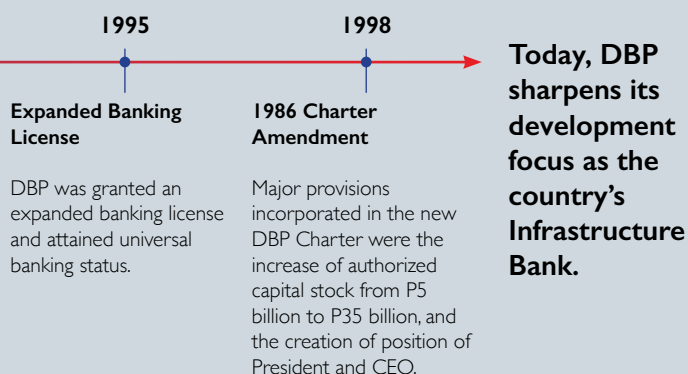 1995
Expanded Banking
License
DBP was granted an
expanded banking license
and attained universal
banking status.
1998
1986 Charter
Amendment
Major provisions
incorporated in the new
DBP Charter were the
increase of authorized
capital stock from P5
billion to P35 billion, and
the creation of position of
President and CEO.
Today, DBP
sharpens its
development
focus as the
country's
Infrastructure
Bank.